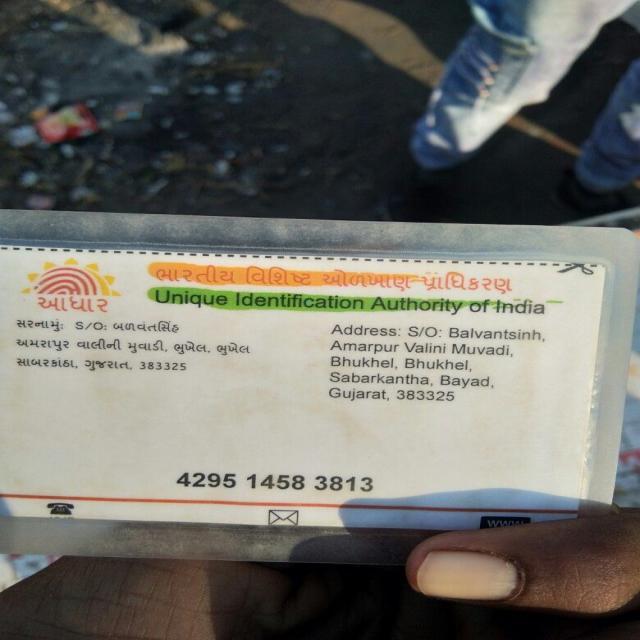 ભારતીય વિશિષ્ટ ઓળખાણ પ્રાધિકરણ
Unique Identification Authority of India
આધાર
સરનામું: S/O: બળવંતસિંહ
અમરાપુર વાલીની મુવાડી, ભુખેલ, ભુખેલ
સાબરકાંઠા, ગુજરાત, 383325
Address: S/O: Balvantsinh,
Amarpur Valini Muvadi,
Bhukhel, Bhukhel,
Sabarkantha, Bayad,
Gujarat, 383325
4295 1458 3813
WWW